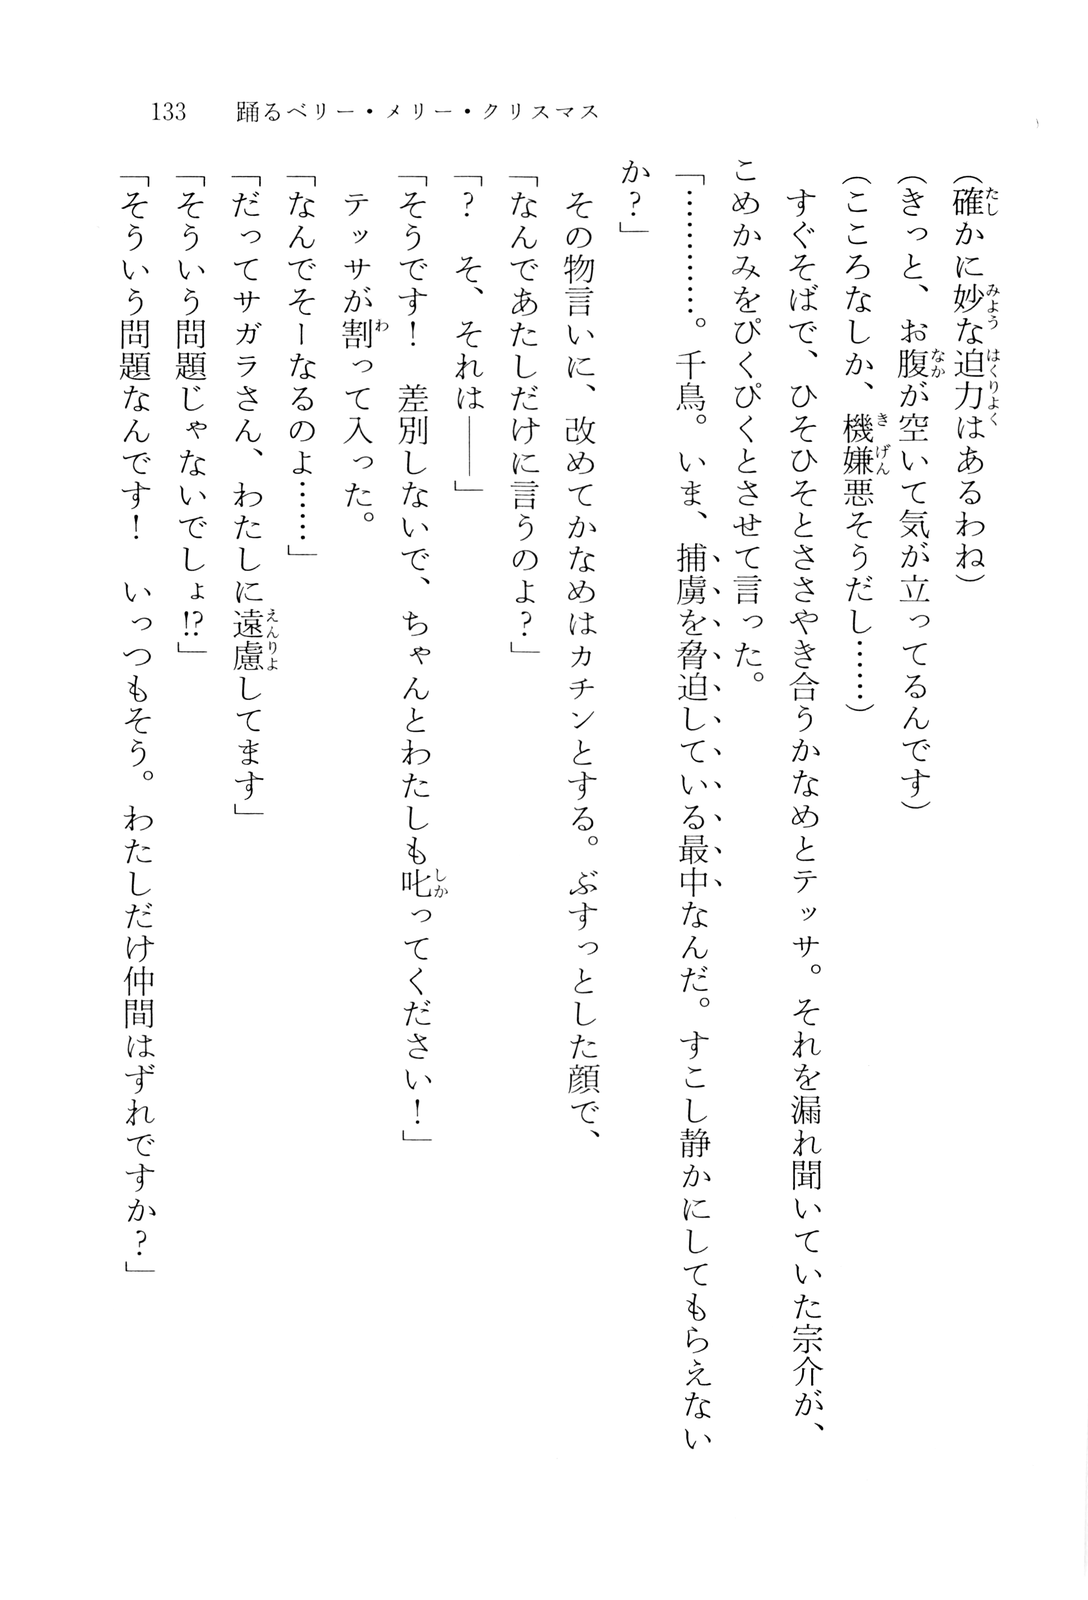 133　踊るベリー・メリー・クリスマス
（確かに妙な迫力はあるわね）
（きっと、お腹が空いて気が立ってるんです）
（こころなしか、機嫌悪そうだし……）
　すぐそばで、ひそひそとささやき合うかなめとテッサ。それを漏れ聞いていた宗介が、
こめかみをぴくぴくとさせて言った。
「…………。千鳥。いま、捕虜を脅迫している最中なんだ。すこし静かにしてもらえない
か？」
　その物言いに、改めてかなめはカチンとする。ぶすっとした顔で、
「なんであたしだけに言うのよ？」
「？　そ、それは――」
「そうです！　差別しないで、ちゃんとわたしも叱ってください！」
　テッサが割って入った。
「なんでそーなるのよ……」
「だってサガラさん、わたしに遠慮してます」
「そういう問題じゃないでしょ!?」
「そういう問題なんです！　いっつもそう。わたしだけ仲間はずれですか？」